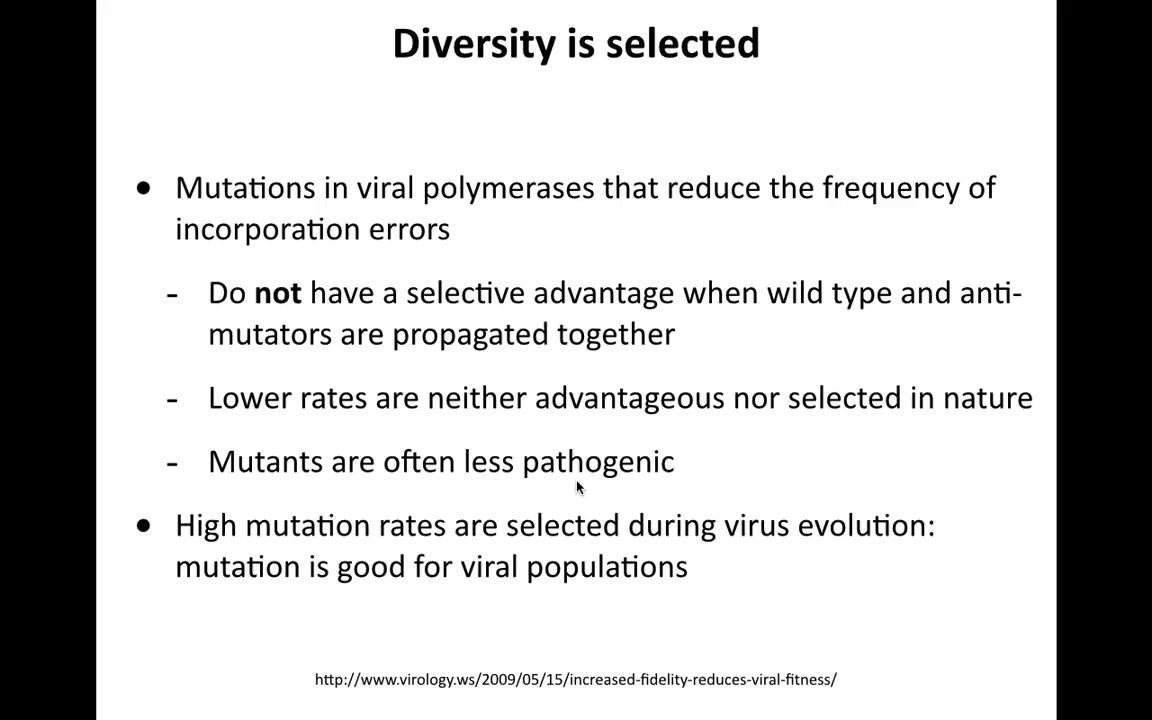 Diversity is selected
● Mutations in viral polymerases that reduce the frequency of
incorporation errors
- Do not have a selective advantage when wild type and anti-
mutators are propagated together
- Lower rates are neither advantageous nor selected in nature
- Mutants are often less pathogenic
● High mutation rates are selected during virus evolution:
mutation is good for viral populations
http://www.virology.ws/2009/05/15/increased-fidelity-reduces-viral-fitness/